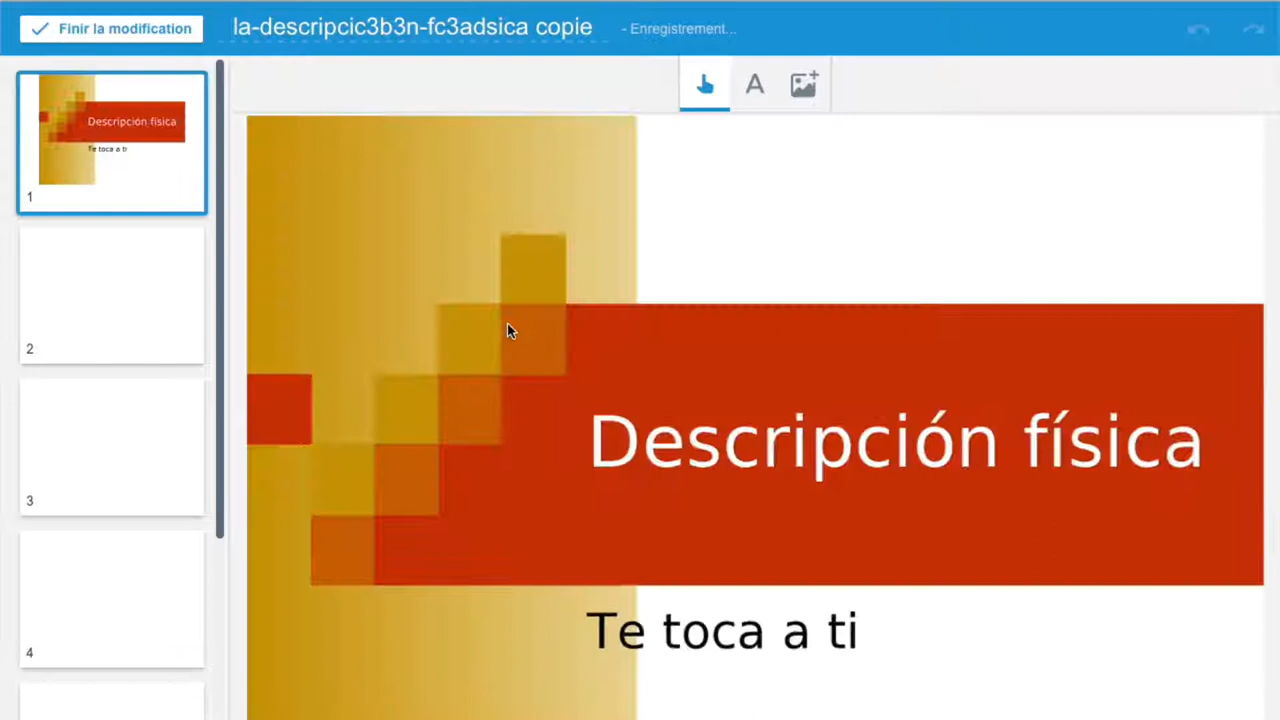 Finir la modification
la-descripcic3b3n-fc3adsica copie
- Enregistrement...
A
Descripción física
Te toca a ti
1
2
3
4
Descripción física
Te toca a ti